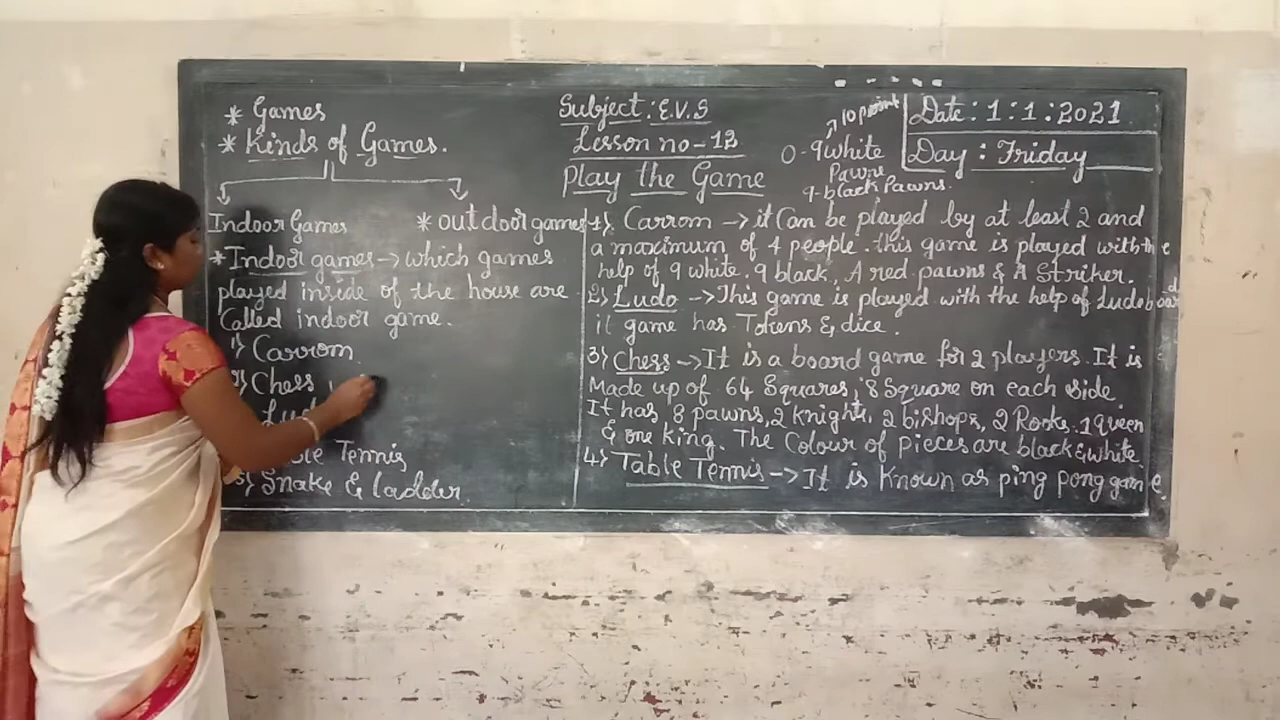 * Games
* Kinds of Games.
Indoor Games * outdoor games
* Indoor games → which games
played inside of the house are
Called indoor game.
1) Carrom
Chess
Tennis
Snake & ladder.
Subject : E.V.S
Lesson no - 12
Play the Game
10 point
0 - 9 white
Pawns
9 - black Pawns.
Date : 1 : 1 : 2021
Day : Friday
1) Carrom → it Can be played by at least 2 and
a maximum of 4 people. this game is played with the
help of 9 white, 9 black, A red pawns & A Striker.
2) Ludo → This game is played with the help of Ludo board
it game has Tokens & dice.
3) Chess → It is a board game for 2 players. It is
Made up of 64 Squares, 8 Square on each side
It has 8 pawns, 2 knights, 2 bishops, 2 Rooks. 1 queen
& one king. The Colour of Pieces are black & white.
4) Table Tennis → It is known as ping pong game.